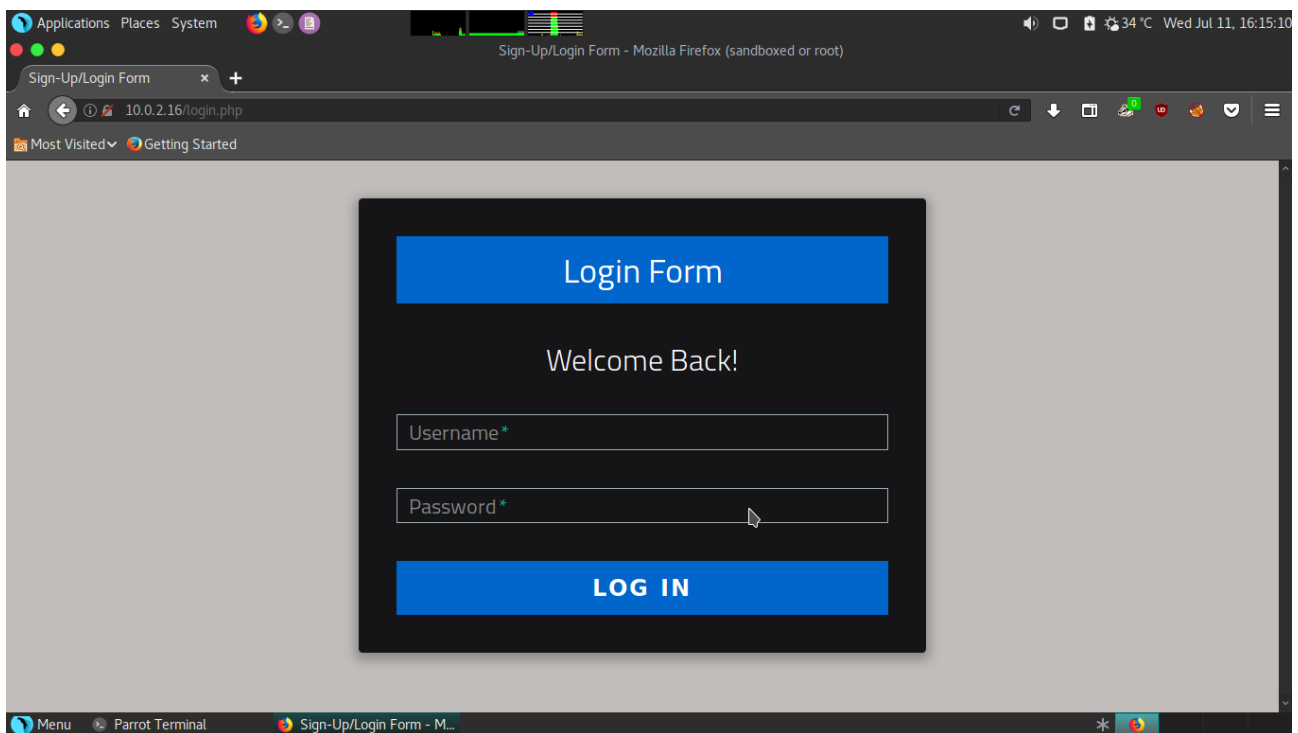 Applications Places System 34 °C Wed Jul 11, 16:15:10
Sign-Up/Login Form - Mozilla Firefox (sandboxed or root)
Sign-Up/Login Form × +
10.0.2.16/login.php 0 UD
Most Visited Getting Started
Login Form
Welcome Back!
Username*
Password*
LOG IN
Menu Parrot Terminal Sign-Up/Login Form - M...